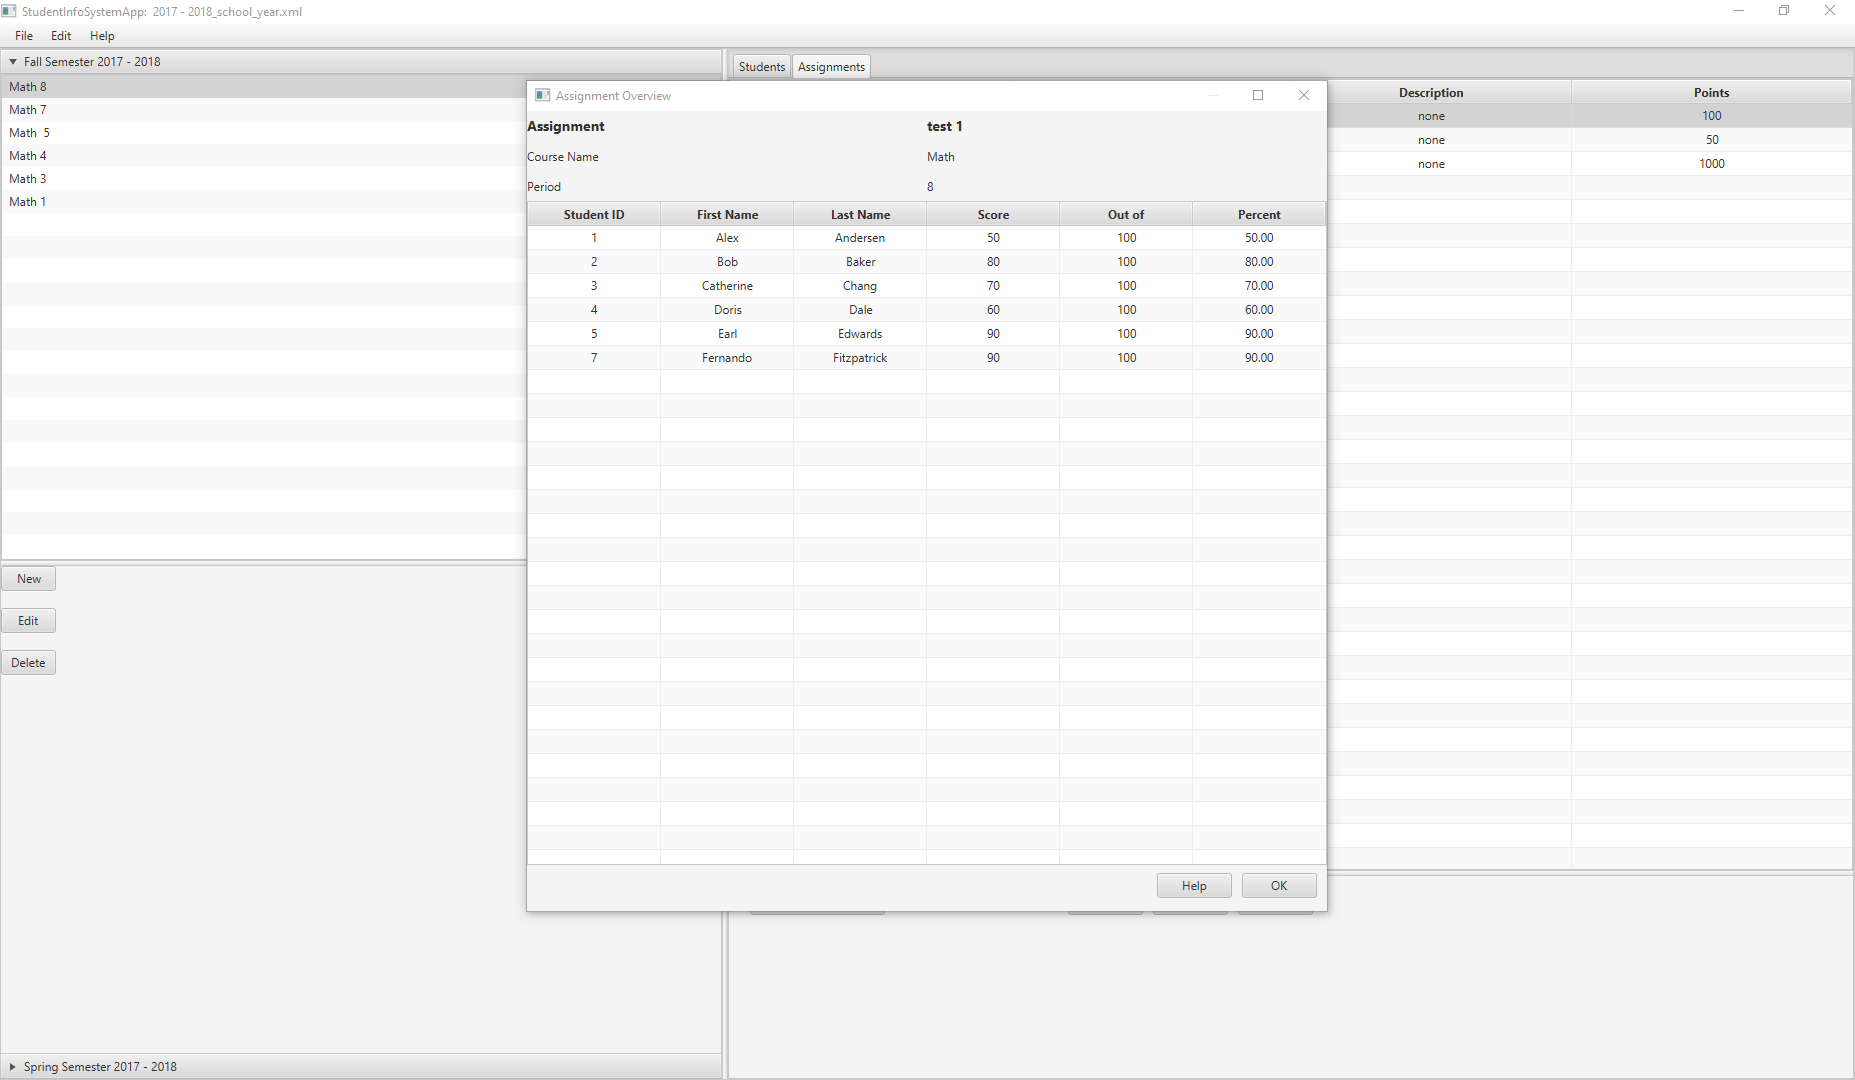 StudentInfoSystemApp:  2017 - 2018_school_year.xml
File Edit Help
Fall Semester 2017 - 2018
Math 8
Math 7
Math  5
Math 4
Math 3
Math 1
New
Edit
Delete
Spring Semester 2017 - 2018
Students Assignments
Description Points
none 100
none 50
none 1000
Assignment Overview
Assignment test 1
Course Name Math
Period 8
Student ID First Name Last Name Score Out of Percent
1 Alex Andersen 50 100 50.00
2 Bob Baker 80 100 80.00
3 Catherine Chang 70 100 70.00
4 Doris Dale 60 100 60.00
5 Earl Edwards 90 100 90.00
7 Fernando Fitzpatrick 90 100 90.00
Help OK